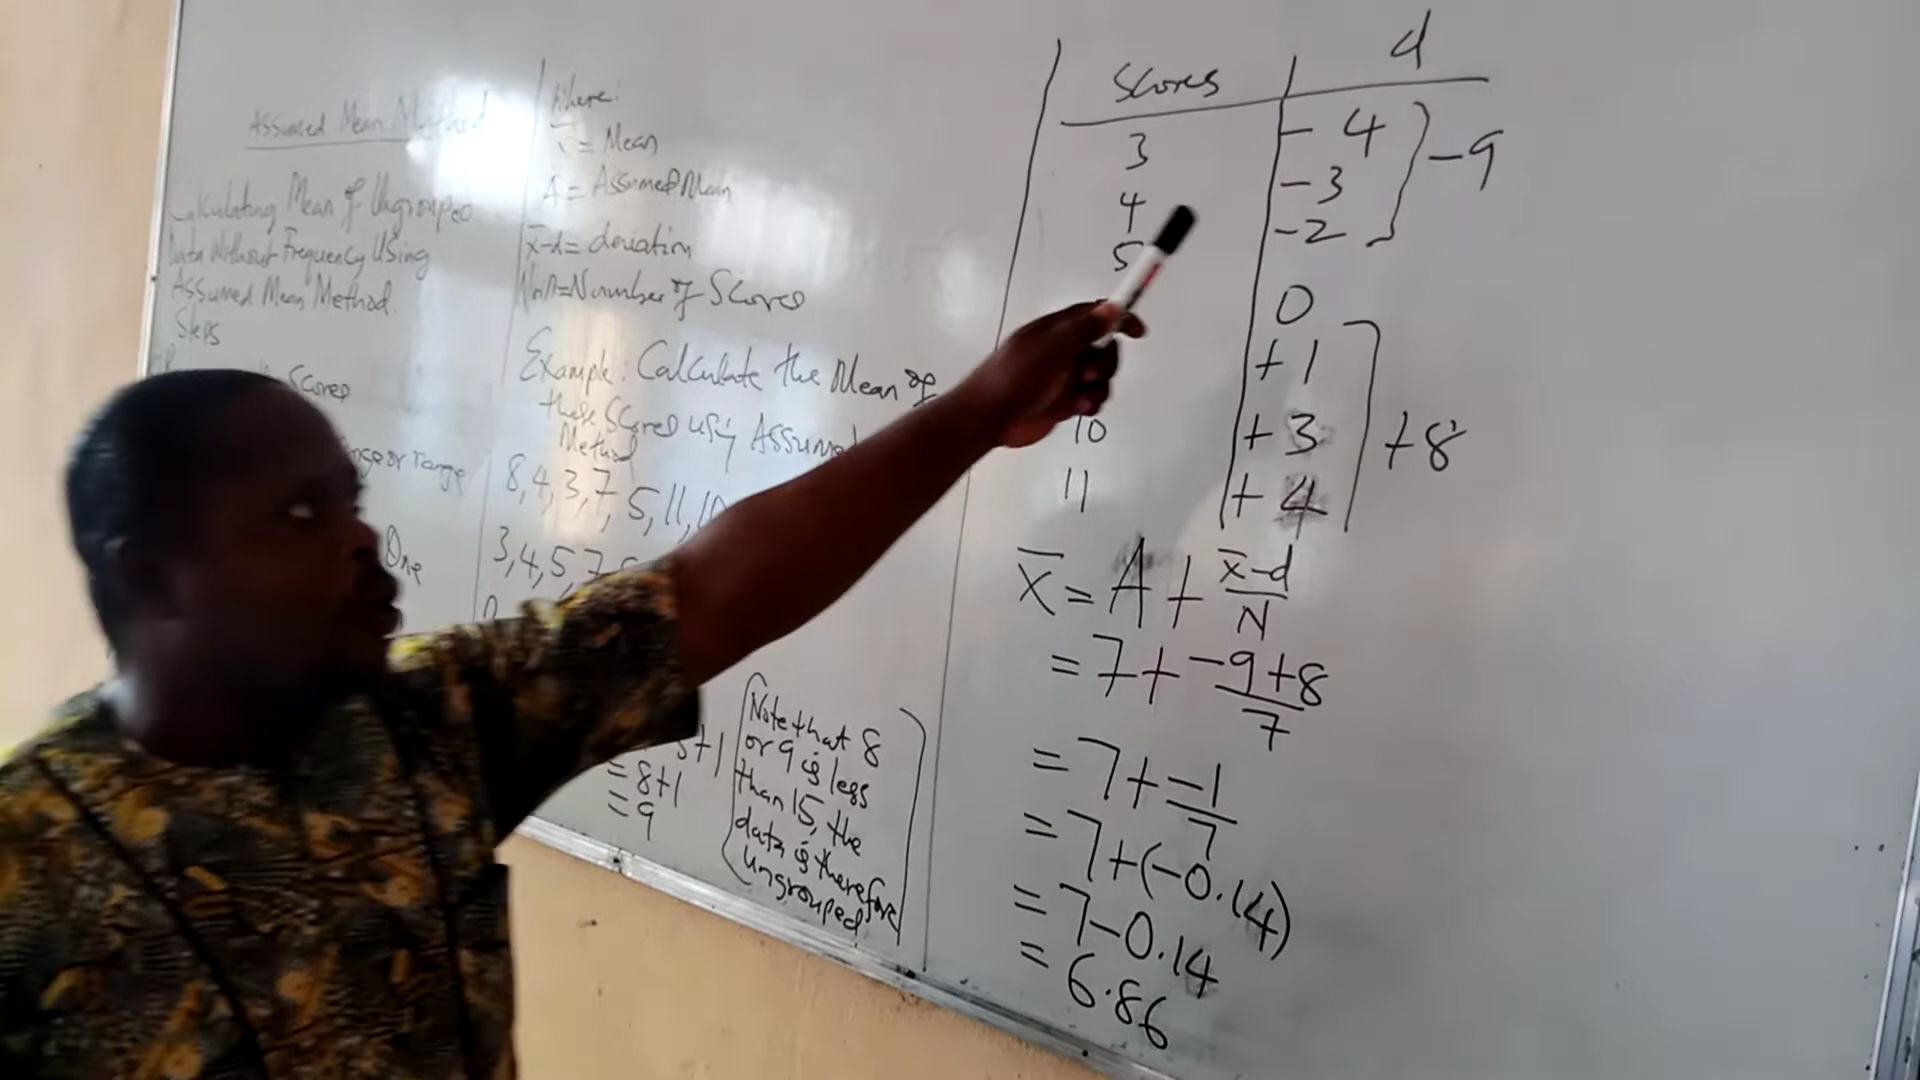 Assumed Mean Method
Calculating Mean of Ungrouped
Data Without Frequency Using
Assumed Mean Method.
Steps
Scores
or range
One
Where:
= Mean
A = Assumed Mean
x̄-d = deviation
N = Number of Scores
Example: Calculate the Mean of
these Scores using Assumed
Method
8, 4, 3, 7, 5, 11, 10
3, 4, 5, 7
+1
= 8+1
= 9
Note that 8
or 9 is less
than 15, the
data is therefore
ungrouped
Scores d
3 - 4
4 -3
5 -2
-9
0
+ 1
10 + 3
11 + 4
+8
x̄ = A + x̄-d
N
= 7 + -9 +8
7
= 7 + -1
7
= 7+(-0.14)
= 7-0.14
= 6.86